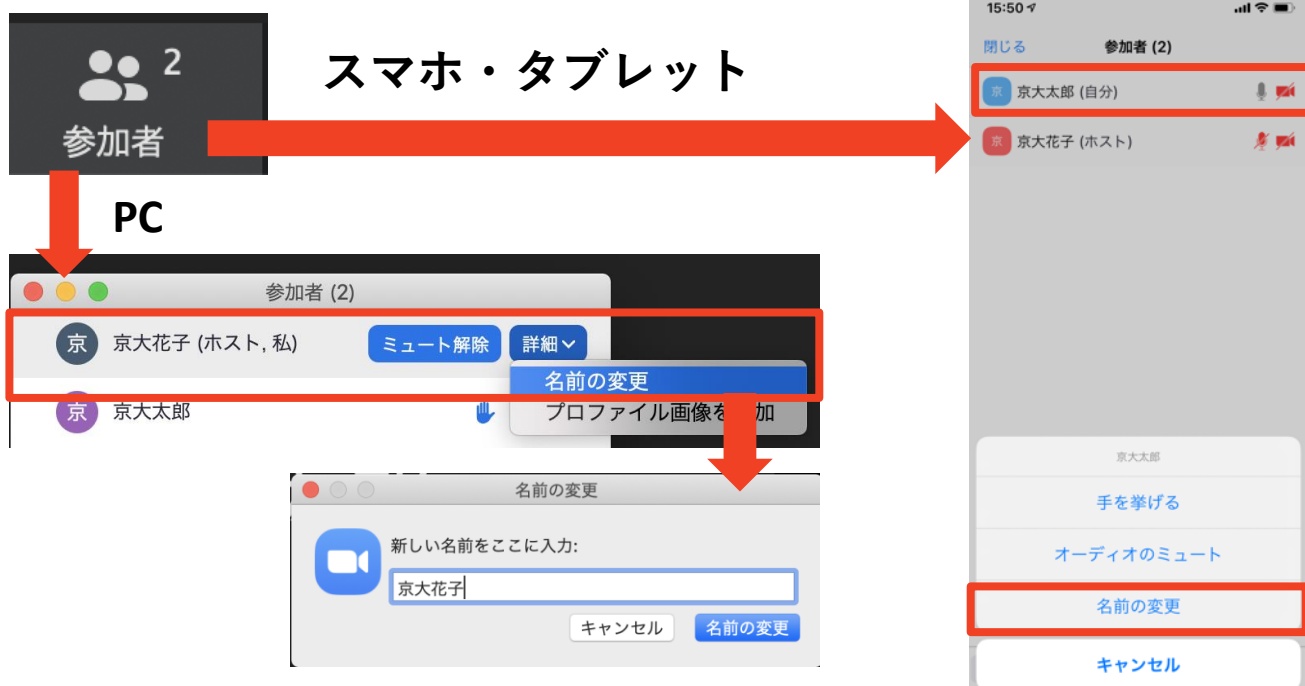 2
参加者
スマホ・タブレット
PC
参加者 (2)
京 京大花子 (ホスト, 私) ミュート解除 詳細
名前の変更
京 京大太郎
プロファイル画像を 加
名前の変更
新しい名前をここに入力:
京大花子
キャンセル 名前の変更
15:50
閉じる 参加者 (2)
京 京大太郎 (自分)
京 京大花子 (ホスト)
京大太郎
手を挙げる
オーディオのミュート
名前の変更
キャンセル